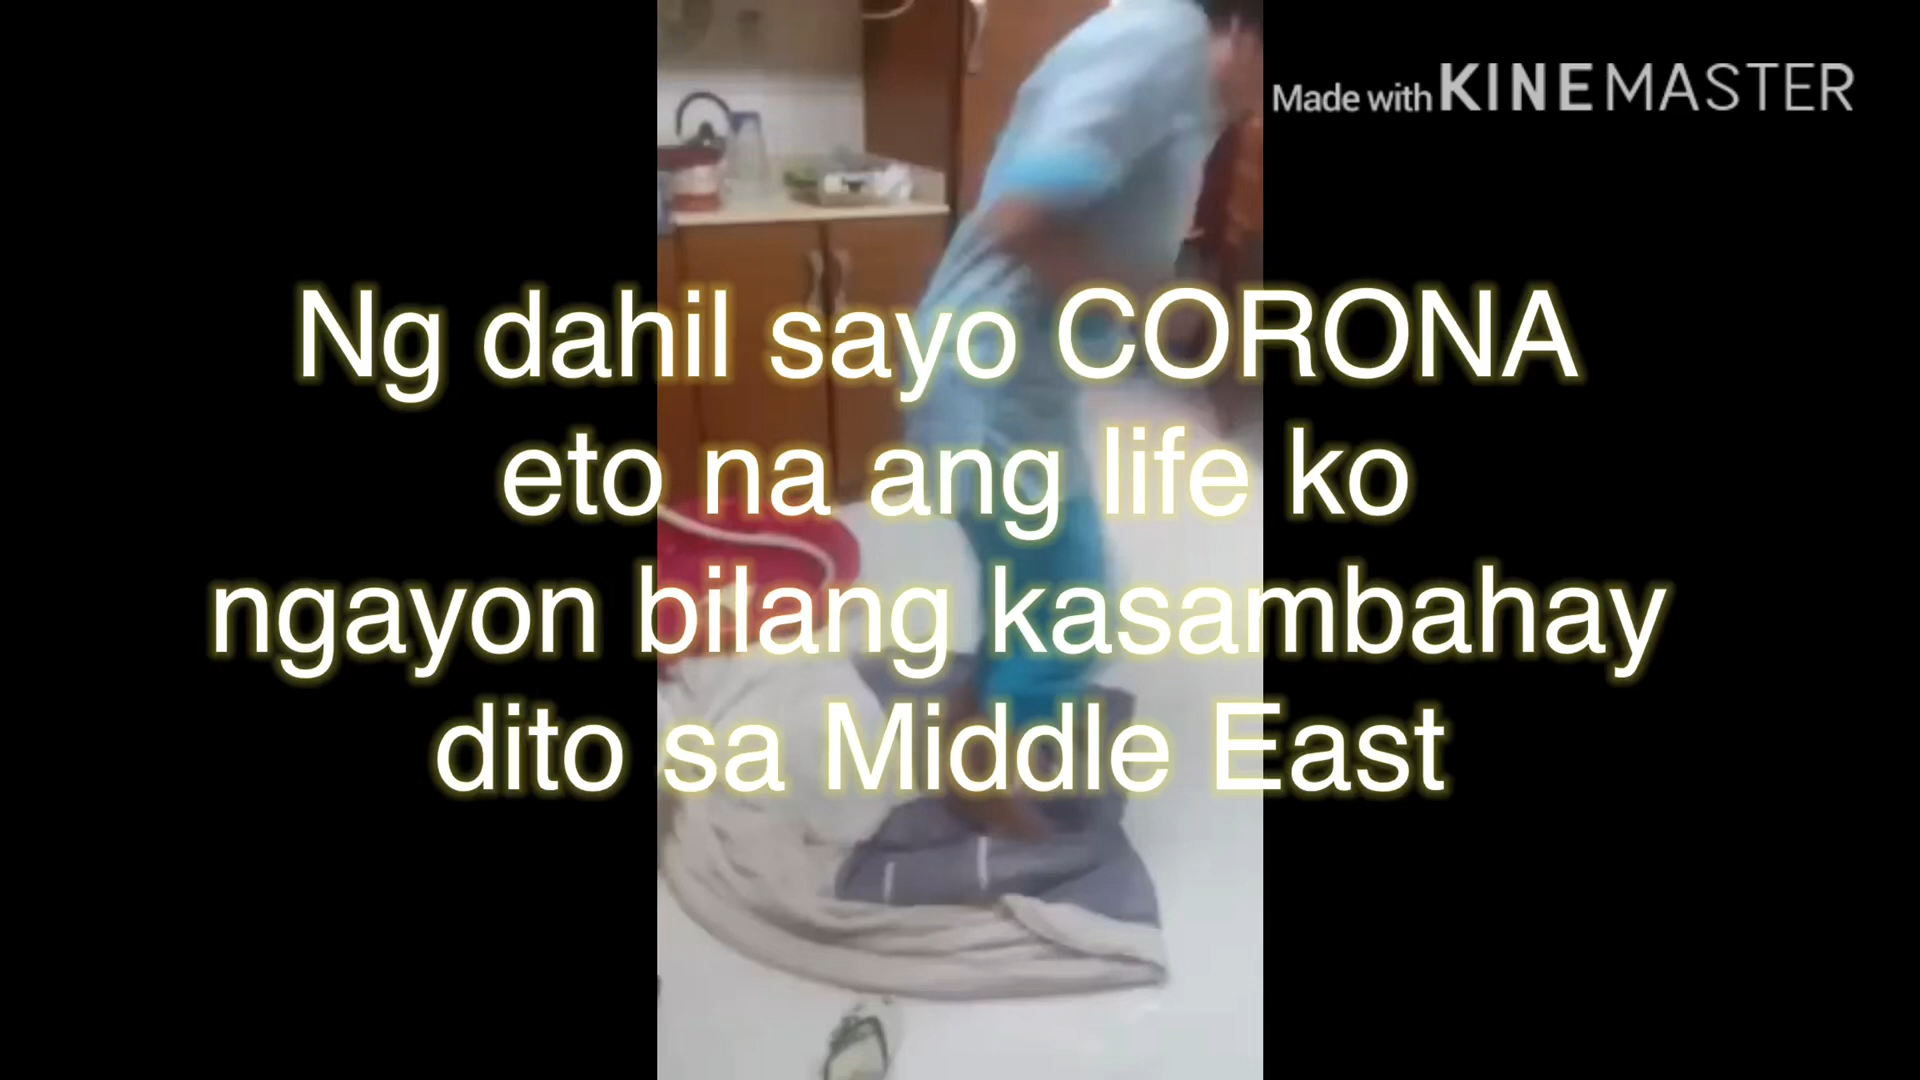 Made with KINEMASTER
Ng dahil sayo CORONA
eto na ang life ko
ngayon bilang kasambahay
dito sa Middle East